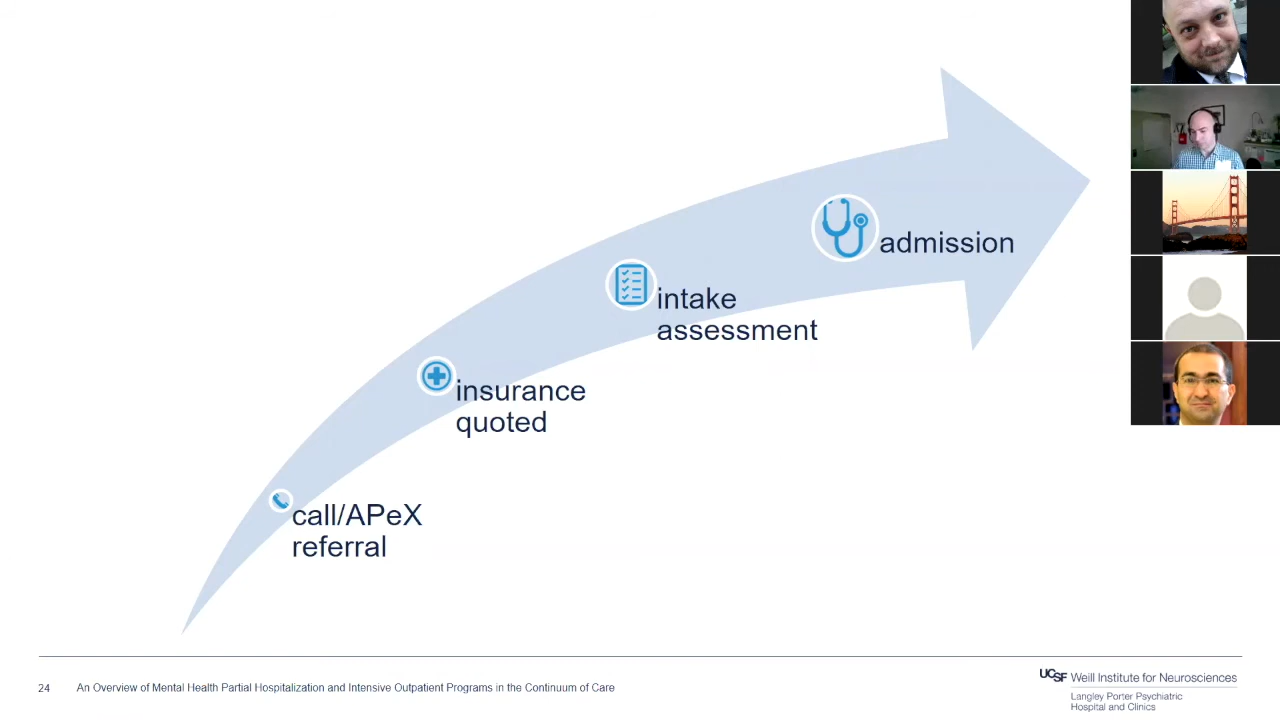 admission
intake
assessment
insurance
quoted
call/APeX
referral
24 An Overview of Mental Health Partial Hospitalization and Intensive Outpatient Programs in the Continuum of Care
UCSF Weill Institute for Neurosciences
Langley Porter Psychiatric
Hospital and Clinics